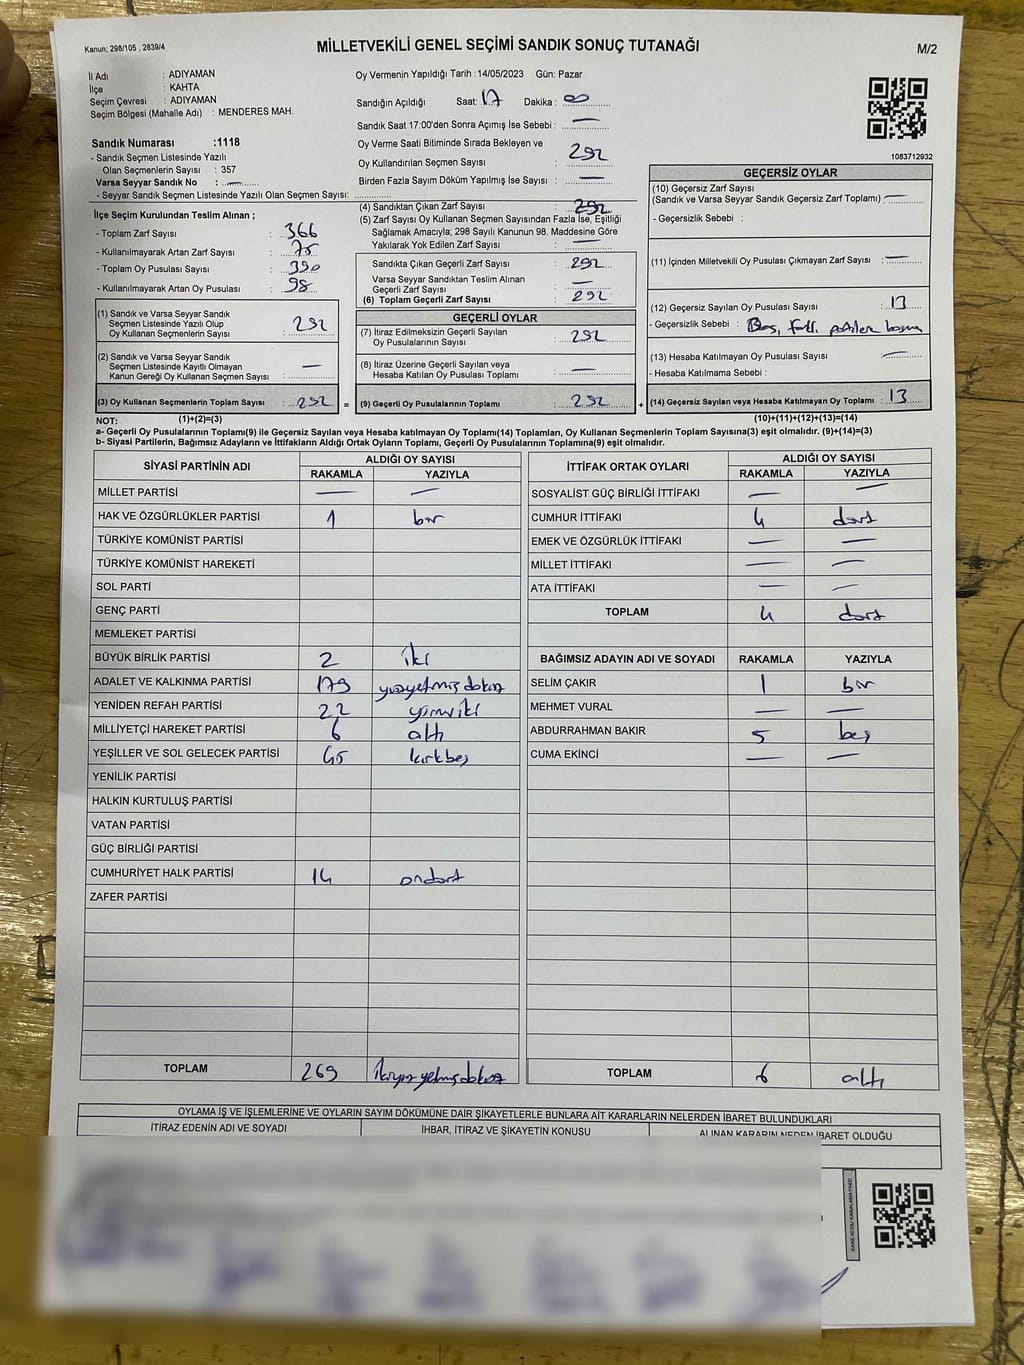 Kanun; 298/105 , 2839/4
MİLLETVEKİLİ GENEL SEÇİMİ SANDIK SONUÇ TUTANAĞI
M/2
İl Adı : ADIYAMAN
İlçe : KAHTA
Seçim Çevresi : ADIYAMAN
Seçim Bölgesi (Mahalle Adı) : MENDERES MAH.
Sandık Numarası :1118
- Sandık Seçmen Listesinde Yazılı
Olan Seçmenlerin Sayısı : 357
Varsa Seyyar Sandık No : —
- Seyyar Sandık Seçmen Listesinde Yazılı Olan Seçmen Sayısı:
Oy Vermenin Yapıldığı Tarih :14/05/2023 Gün: Pazar
Sandığın Açıldığı Saat: 17 Dakika :
Sandık Saat 17:00'den Sonra Açımış İse Sebebi : —
Oy Verme Saati Bitiminde Sırada Bekleyen ve
Oy Kullandırılan Seçmen Sayısı : 292
Birden Fazla Sayım Döküm Yapılmış İse Sayısı : —
1083712932
İlçe Seçim Kurulundan Teslim Alınan ;
- Toplam Zarf Sayısı : 366
- Kullanılmayarak Artan Zarf Sayısı : 75
- Toplam Oy Pusulası Sayısı : 390
- Kullanılmayarak Artan Oy Pusulası : 98
(1) Sandık ve Varsa Seyyar Sandık
Seçmen Listesinde Yazılı Olup
Oy Kullanan Seçmenlerin Sayısı : 292
(2) Sandık ve Varsa Seyyar Sandık
Seçmen Listesinde Kayıtlı Olmayan
Kanun Gereği Oy Kullanan Seçmen Sayısı : —
(3) Oy Kullanan Seçmenlerin Toplam Sayısı : 292 =
(4) Sandıktan Çıkan Zarf Sayısı : 292
(5) Zarf Sayısı Oy Kullanan Seçmen Sayısından Fazla İse, Eşitliği
Sağlamak Amacıyla; 298 Sayılı Kanunun 98. Maddesine Göre
Yakılarak Yok Edilen Zarf Sayısı : —
Sandıkta Çıkan Geçerli Zarf Sayısı : 292
Varsa Seyyar Sandıktan Teslim Alınan
Geçerli Zarf Sayısı : —
(6) Toplam Geçerli Zarf Sayısı : 292
GEÇERLİ OYLAR
(7) İtiraz Edilmeksizin Geçerli Sayılan
Oy Pusulalarının Sayısı : 292
(8) İtiraz Üzerine Geçerli Sayılan veya
Hesaba Katılan Oy Pusulası Toplamı : —
(9) Geçerli Oy Pusulalarının Toplamı : 292 +
GEÇERSİZ OYLAR
(10) Geçersiz Zarf Sayısı
(Sandık ve Varsa Seyyar Sandık Geçersiz Zarf Toplamı) : —
- Geçersizlik Sebebi :
(11) İçinden Milletvekili Oy Pusulası Çıkmayan Zarf Sayısı : —
(12) Geçersiz Sayılan Oy Pusulası Sayısı : 13
- Geçersizlik Sebebi : Boş,
(13) Hesaba Katılmayan Oy Pusulası Sayısı : —
- Hesaba Katılmama Sebebi :
(14) Geçersiz Sayılan veya Hesaba Katılmayan Oy Toplamı : 13
NOT: (1)+(2)=(3) (10)+(11)+(12)+(13)=(14)
a- Geçerli Oy Pusulalarının Toplamı(9) ile Geçersiz Sayılan veya Hesaba katılmayan Oy Toplamı(14) Toplamları, Oy Kullanan Seçmenlerin Toplam Sayısına(3) eşit olmalıdır. (9)+(14)=(3)
b- Siyasi Partilerin, Bağımsız Adayların ve İttifakların Aldığı Ortak Oyların Toplamı, Geçerli Oy Pusulalarının Toplamına(9) eşit olmalıdır.
SİYASİ PARTİNİN ADI ALDIĞI OY SAYISI
RAKAMLA YAZIYLA
MİLLET PARTİSİ — —
HAK VE ÖZGÜRLÜKLER PARTİSİ 1 bir
TÜRKİYE KOMÜNİST PARTİSİ
TÜRKİYE KOMÜNİST HAREKETİ
SOL PARTİ
GENÇ PARTİ
MEMLEKET PARTİSİ
BÜYÜK BİRLİK PARTİSİ 2 iki
ADALET VE KALKINMA PARTİSİ 179 yüzyetmişdokuz
YENİDEN REFAH PARTİSİ 22 yirmiiki
MİLLİYETÇİ HAREKET PARTİSİ 6 altı
YEŞİLLER VE SOL GELECEK PARTİSİ 45 kırkbeş
YENİLİK PARTİSİ
HALKIN KURTULUŞ PARTİSİ
VATAN PARTİSİ
GÜÇ BİRLİĞİ PARTİSİ
CUMHURİYET HALK PARTİSİ 14 ondört
ZAFER PARTİSİ
TOPLAM 269 ikiyüzyetmişdokuz
İTTİFAK ORTAK OYLARI ALDIĞI OY SAYISI
RAKAMLA YAZIYLA
SOSYALİST GÜÇ BİRLİĞİ İTTİFAKI — —
CUMHUR İTTİFAKI 4 dört
EMEK VE ÖZGÜRLÜK İTTİFAKI — —
MİLLET İTTİFAKI — —
ATA İTTİFAKI — —
TOPLAM 4 dört
BAĞIMSIZ ADAYIN ADI VE SOYADI RAKAMLA YAZIYLA
SELİM ÇAKIR 1 bir
MEHMET VURAL — —
ABDURRAHMAN BAKIR 5 beş
CUMA EKİNCİ — —
TOPLAM 6 altı
OYLAMA İŞ VE İŞLEMLERİNE VE OYLARIN SAYIM DÖKÜMÜNE DAİR ŞİKAYETLERLE BUNLARA AİT KARARLARIN NELERDEN İBARET BULUNDUKLARI
İTİRAZ EDENİN ADI VE SOYADI İHBAR, İTİRAZ VE ŞİKAYETİN KONUSU ALINAN KARARIN NEDEN İBARET OLDUĞU